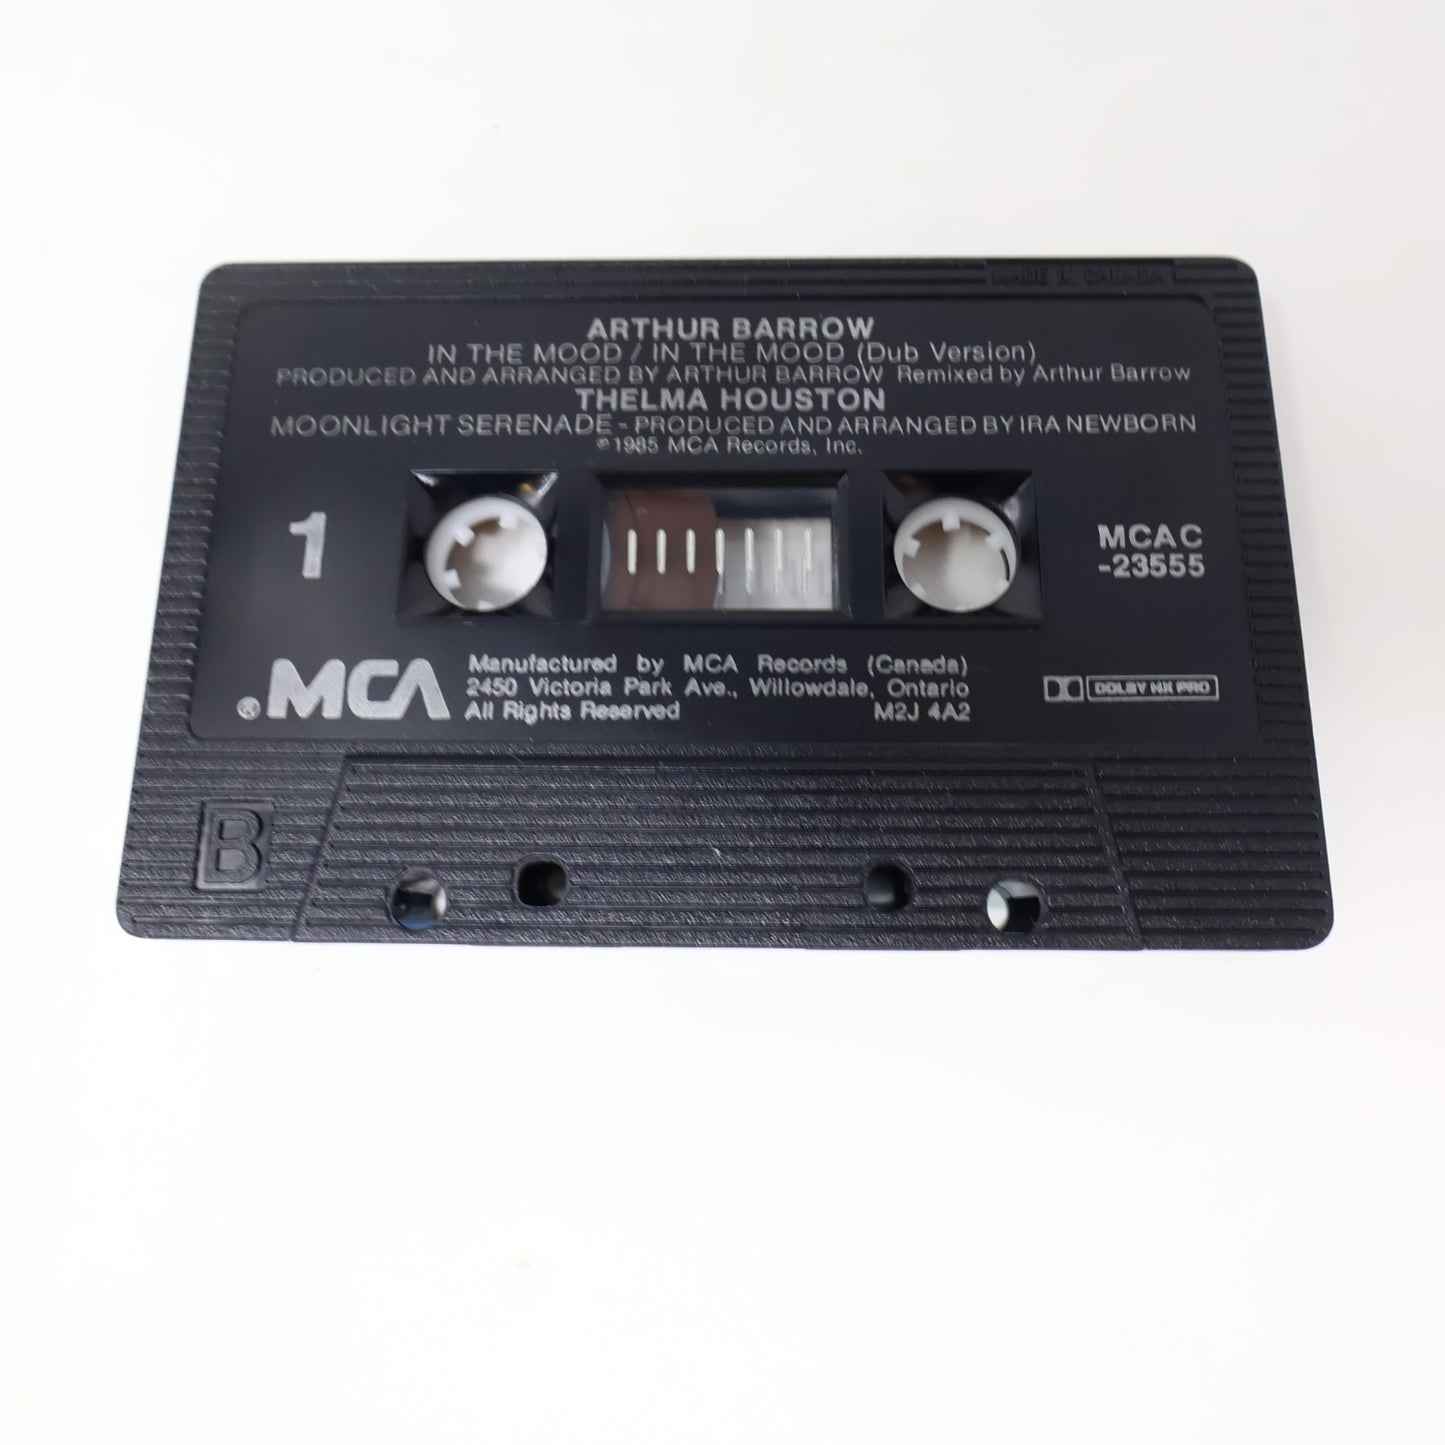 MADE IN CANADA
ARTHUR BARROW
IN THE MOOD / IN THE MOOD (Dub Version)
PRODUCED AND ARRANGED BY ARTHUR BARROW Remixed by Arthur Barrow
THELMA HOUSTON
MOONLIGHT SERENADE - PRODUCED AND ARRANGED BY IRA NEWBORN
℗1985 MCA Records, Inc.
1
MCAC
-23555
MCA®
Manufactured by MCA Records (Canada)
2450 Victoria Park Ave., Willowdale, Ontario
All Rights Reserved M2J 4A2
DOLBY HX PRO
B